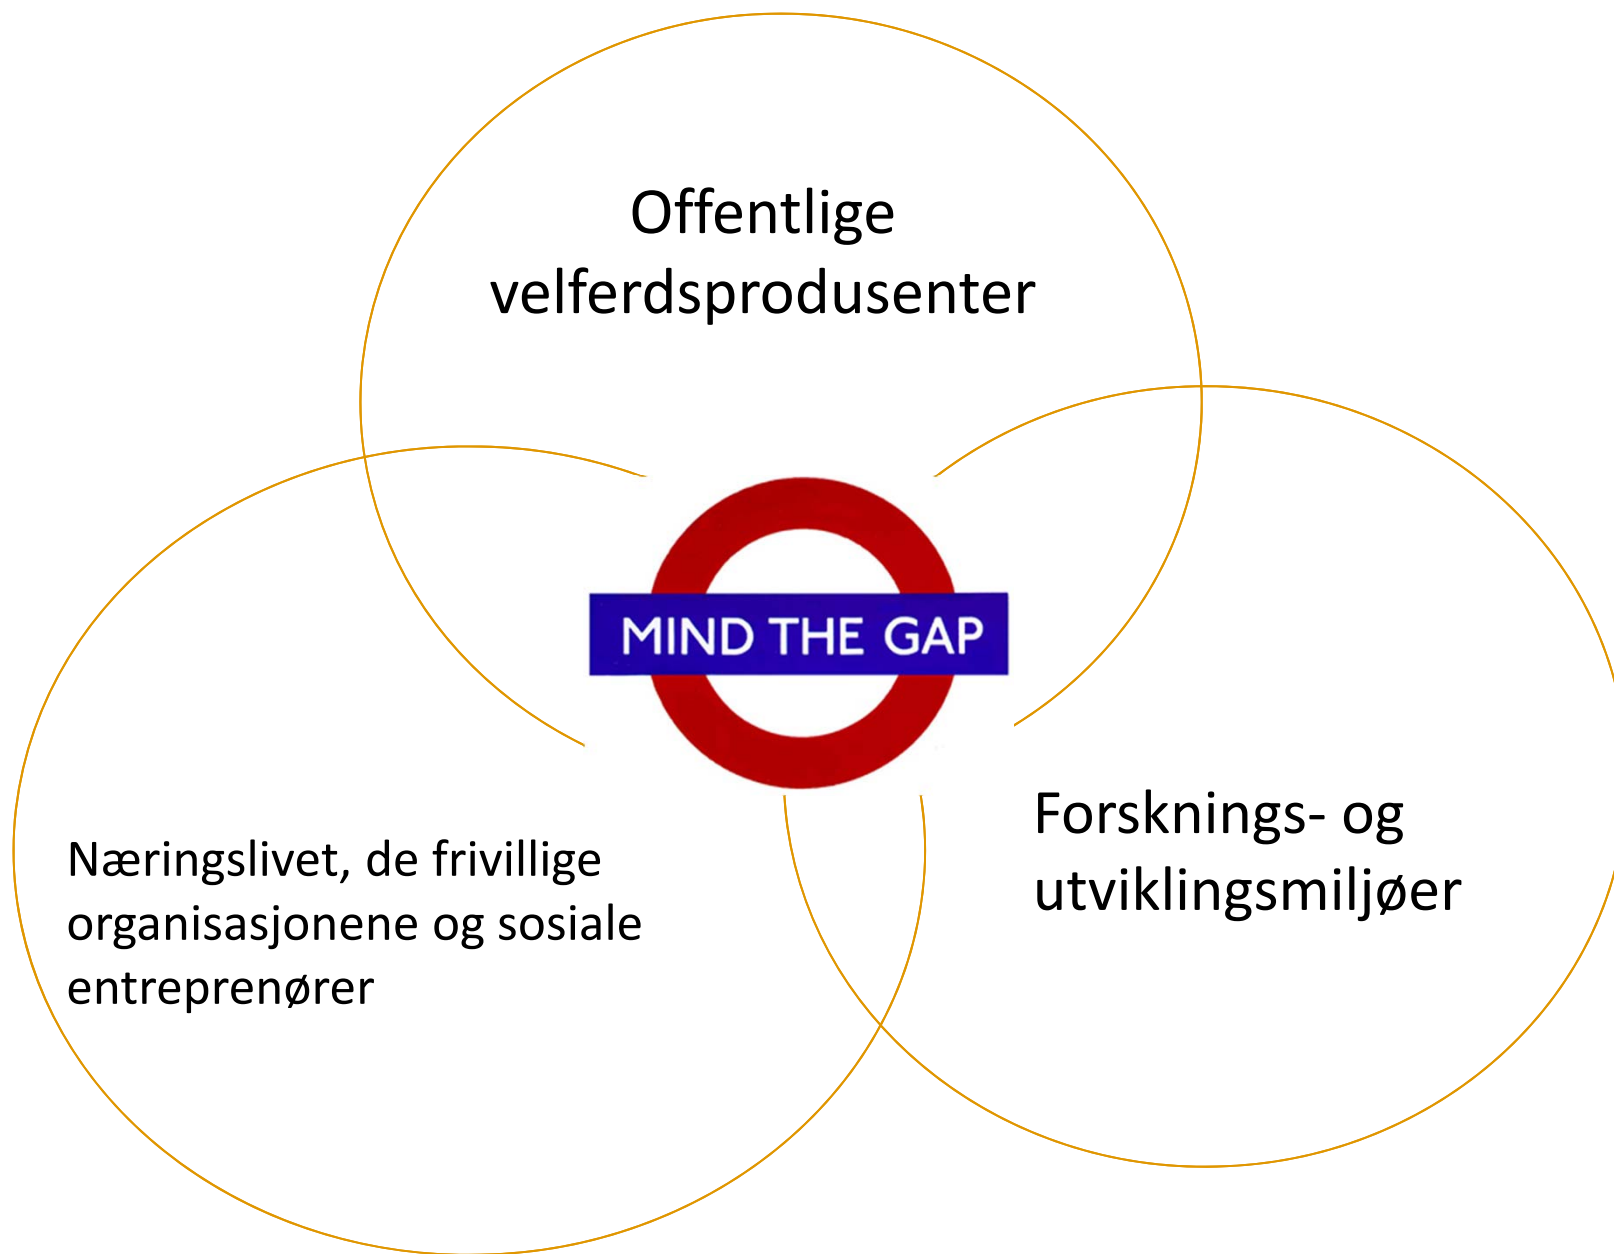 Offentlige
velferdsprodusenter
MIND THE GAP
Næringslivet, de frivillige
organisasjonene og sosiale
entreprenører
Forsknings- og
utviklingsmiljøer